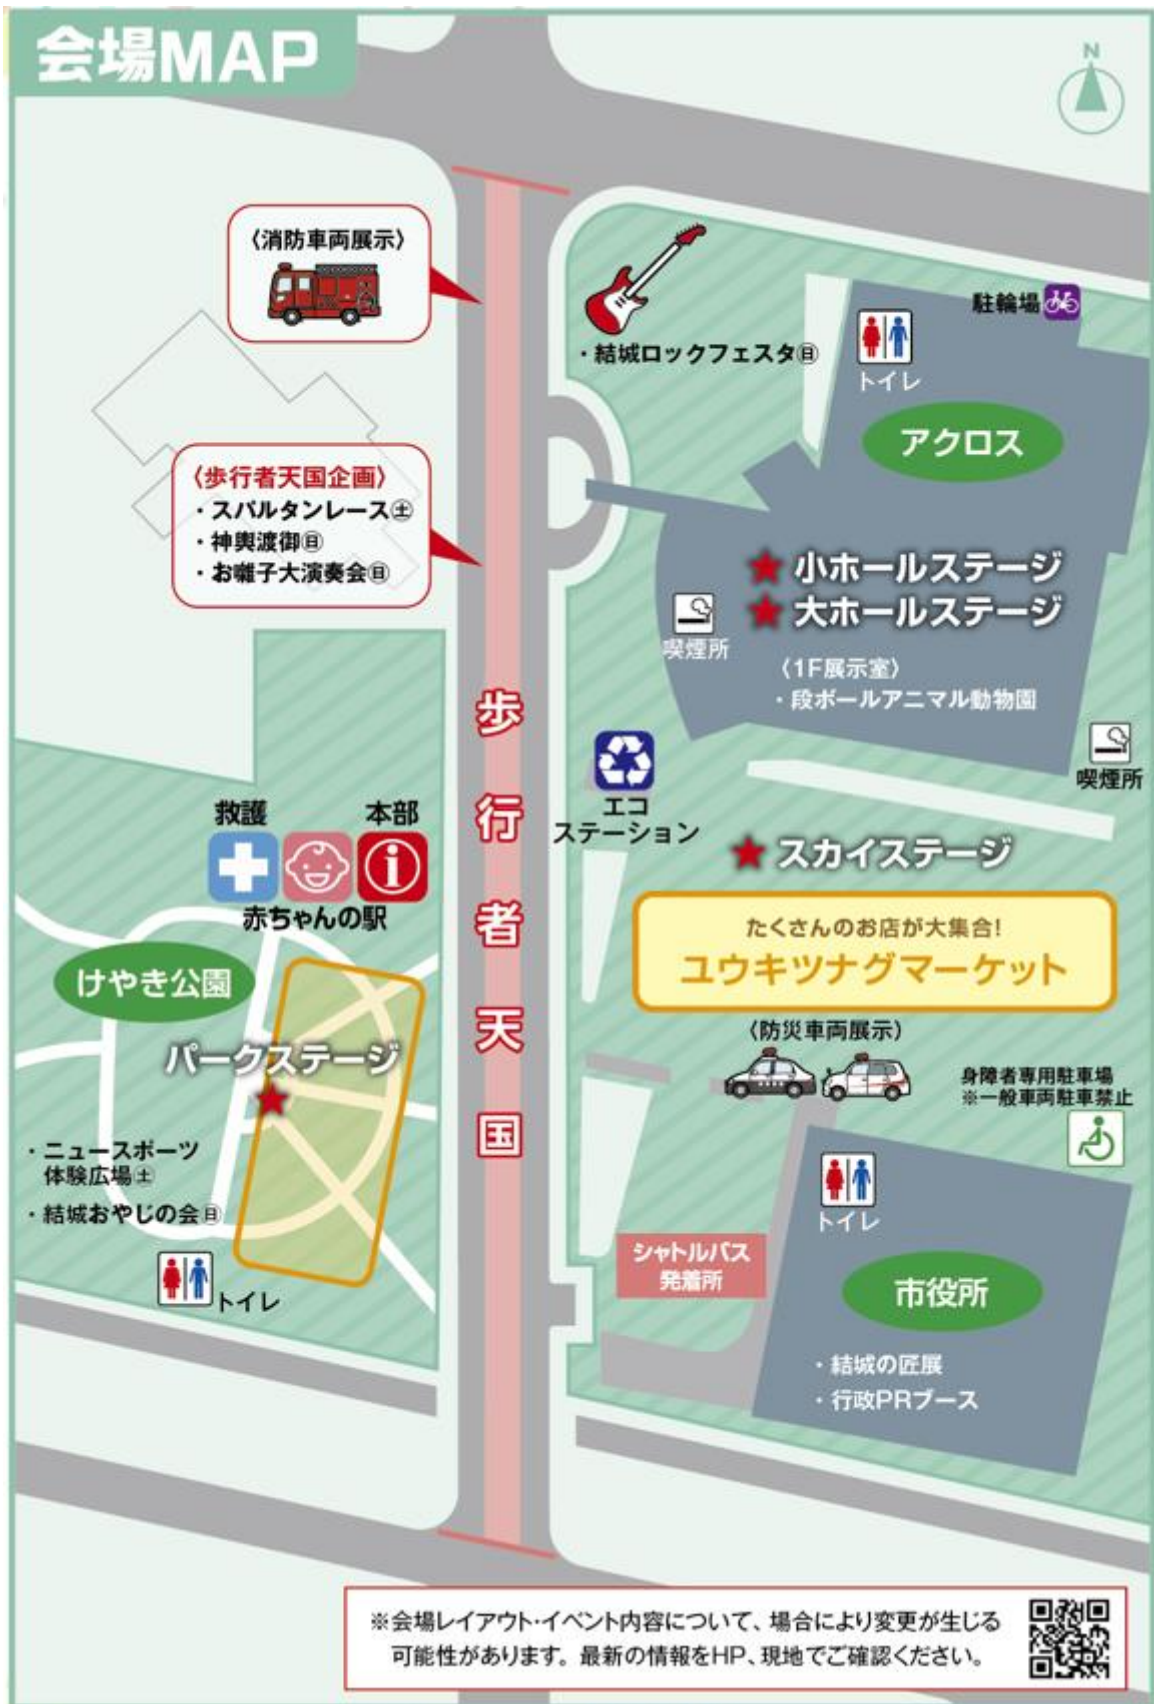 会場MAP
N
〈消防車両展示〉
・結城ロックフェスタ㊐
駐輪場
トイレ
アクロス
〈歩行者天国企画〉
・スパルタンレース㊏
・神輿渡御㊐
・お囃子大演奏会㊐
★ 小ホールステージ
★ 大ホールステージ
喫煙所
〈1F展示室〉
・段ボールアニマル動物園
喫煙所
歩行者天国
エコ
ステーション
救護
本部
赤ちゃんの駅
★ スカイステージ
たくさんのお店が大集合!
ユウキツナグマーケット
けやき公園
パークステージ
★
・ニュースポーツ
体験広場㊏
・結城おやじの会㊐
トイレ
〈防災車両展示〉
身障者専用駐車場
※一般車両駐車禁止
トイレ
シャトルバス
発着所
市役所
・結城の匠展
・行政PRブース
※会場レイアウト・イベント内容について、場合により変更が生じる
可能性があります。最新の情報をHP、現地でご確認ください。